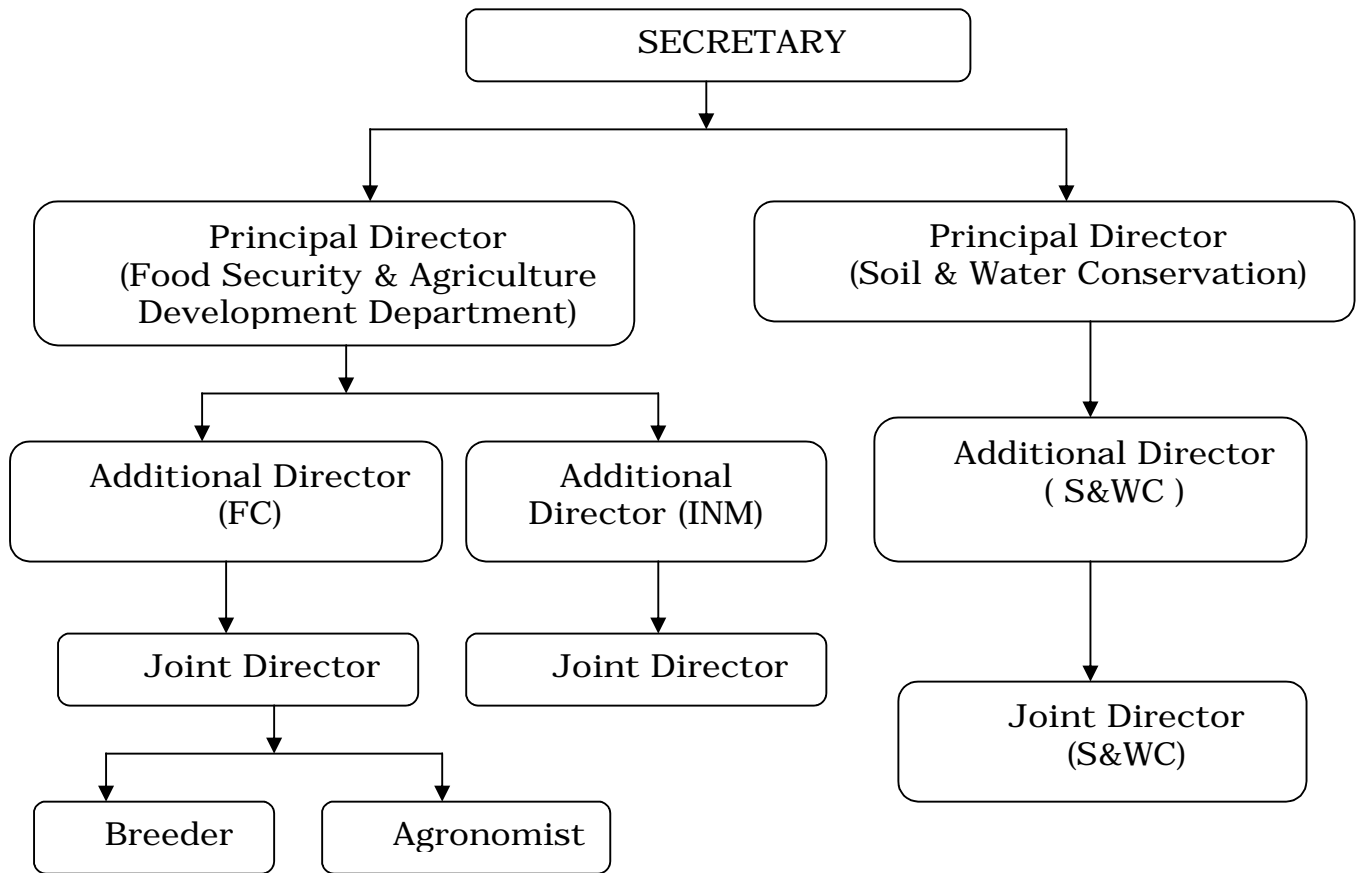 SECRETARY
Principal Director
(Food Security & Agriculture
Development Department)
Principal Director
(Soil & Water Conservation)
Additional Director
(FC)
Additional
Director (INM)
Additional Director
( S&WC )
Joint Director
Joint Director
Joint Director
(S&WC)
Breeder
Agronomist